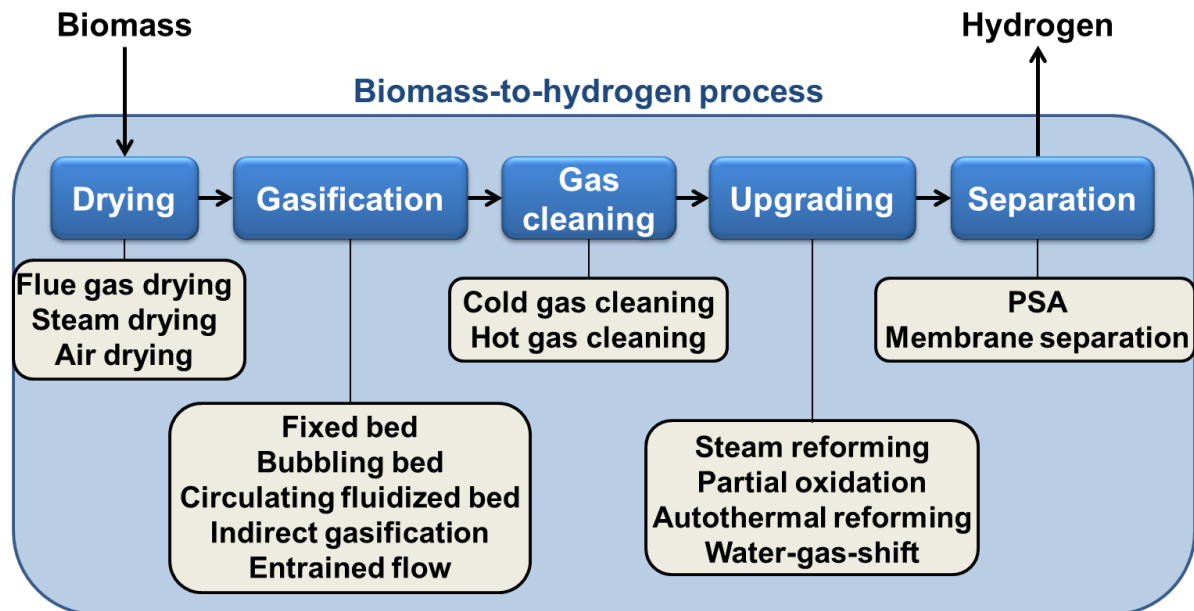 Biomass
Hydrogen
Biomass-to-hydrogen process
Drying
Gasification
Gas
cleaning
Upgrading
Separation
Flue gas drying
Steam drying
Air drying
Cold gas cleaning
Hot gas cleaning
PSA
Membrane separation
Fixed bed
Bubbling bed
Circulating fluidized bed
Indirect gasification
Entrained flow
Steam reforming
Partial oxidation
Autothermal reforming
Water-gas-shift